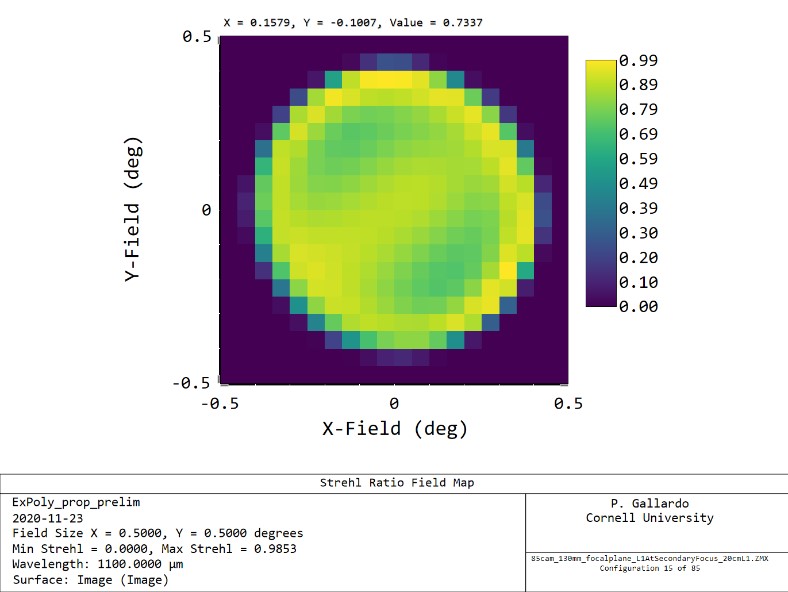 X = 0.1579, Y = -0.1007, Value = 0.7337
0.5
0
-0.5
Y-Field (deg)
-0.5 0 0.5
X-Field (deg)
0.99
0.89
0.79
0.69
0.59
0.49
0.39
0.30
0.20
0.10
0.00
Strehl Ratio Field Map
ExPoly_prop_prelim
2020-11-23
Field Size X = 0.5000, Y = 0.5000 degrees
Min Strehl = 0.0000, Max Strehl = 0.9853
Wavelength: 1100.0000 µm
Surface: Image (Image)
P. Gallardo
Cornell University
85cam_130mm_focalplane_L1AtSecondaryFocus_20cmL1.ZMX
Configuration 15 of 85